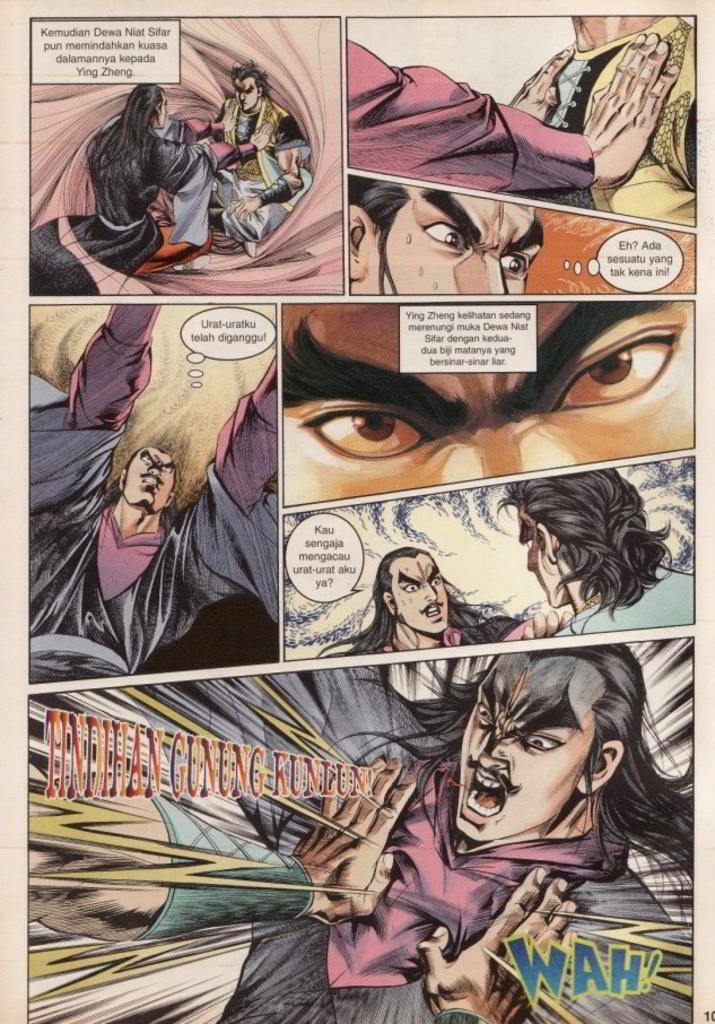 Kemudian Dewa Niat Sifar
pun memindahkan kuasa
dalamannya kepada
Ying Zheng.
Eh? Ada
sesuatu yang
tak kena ini!
Urat-uratku
telah diganggu!
Ying Zheng kelihatan sedang
merenungi muka Dewa Niat
Sifar dengan kedua-
dua biji matanya yang
bersinar-sinar liar.
Kau
sengaja
mengacau
urat-urat aku
ya?
TINDIHAN GUNUNG KUNLUN!
WAH!